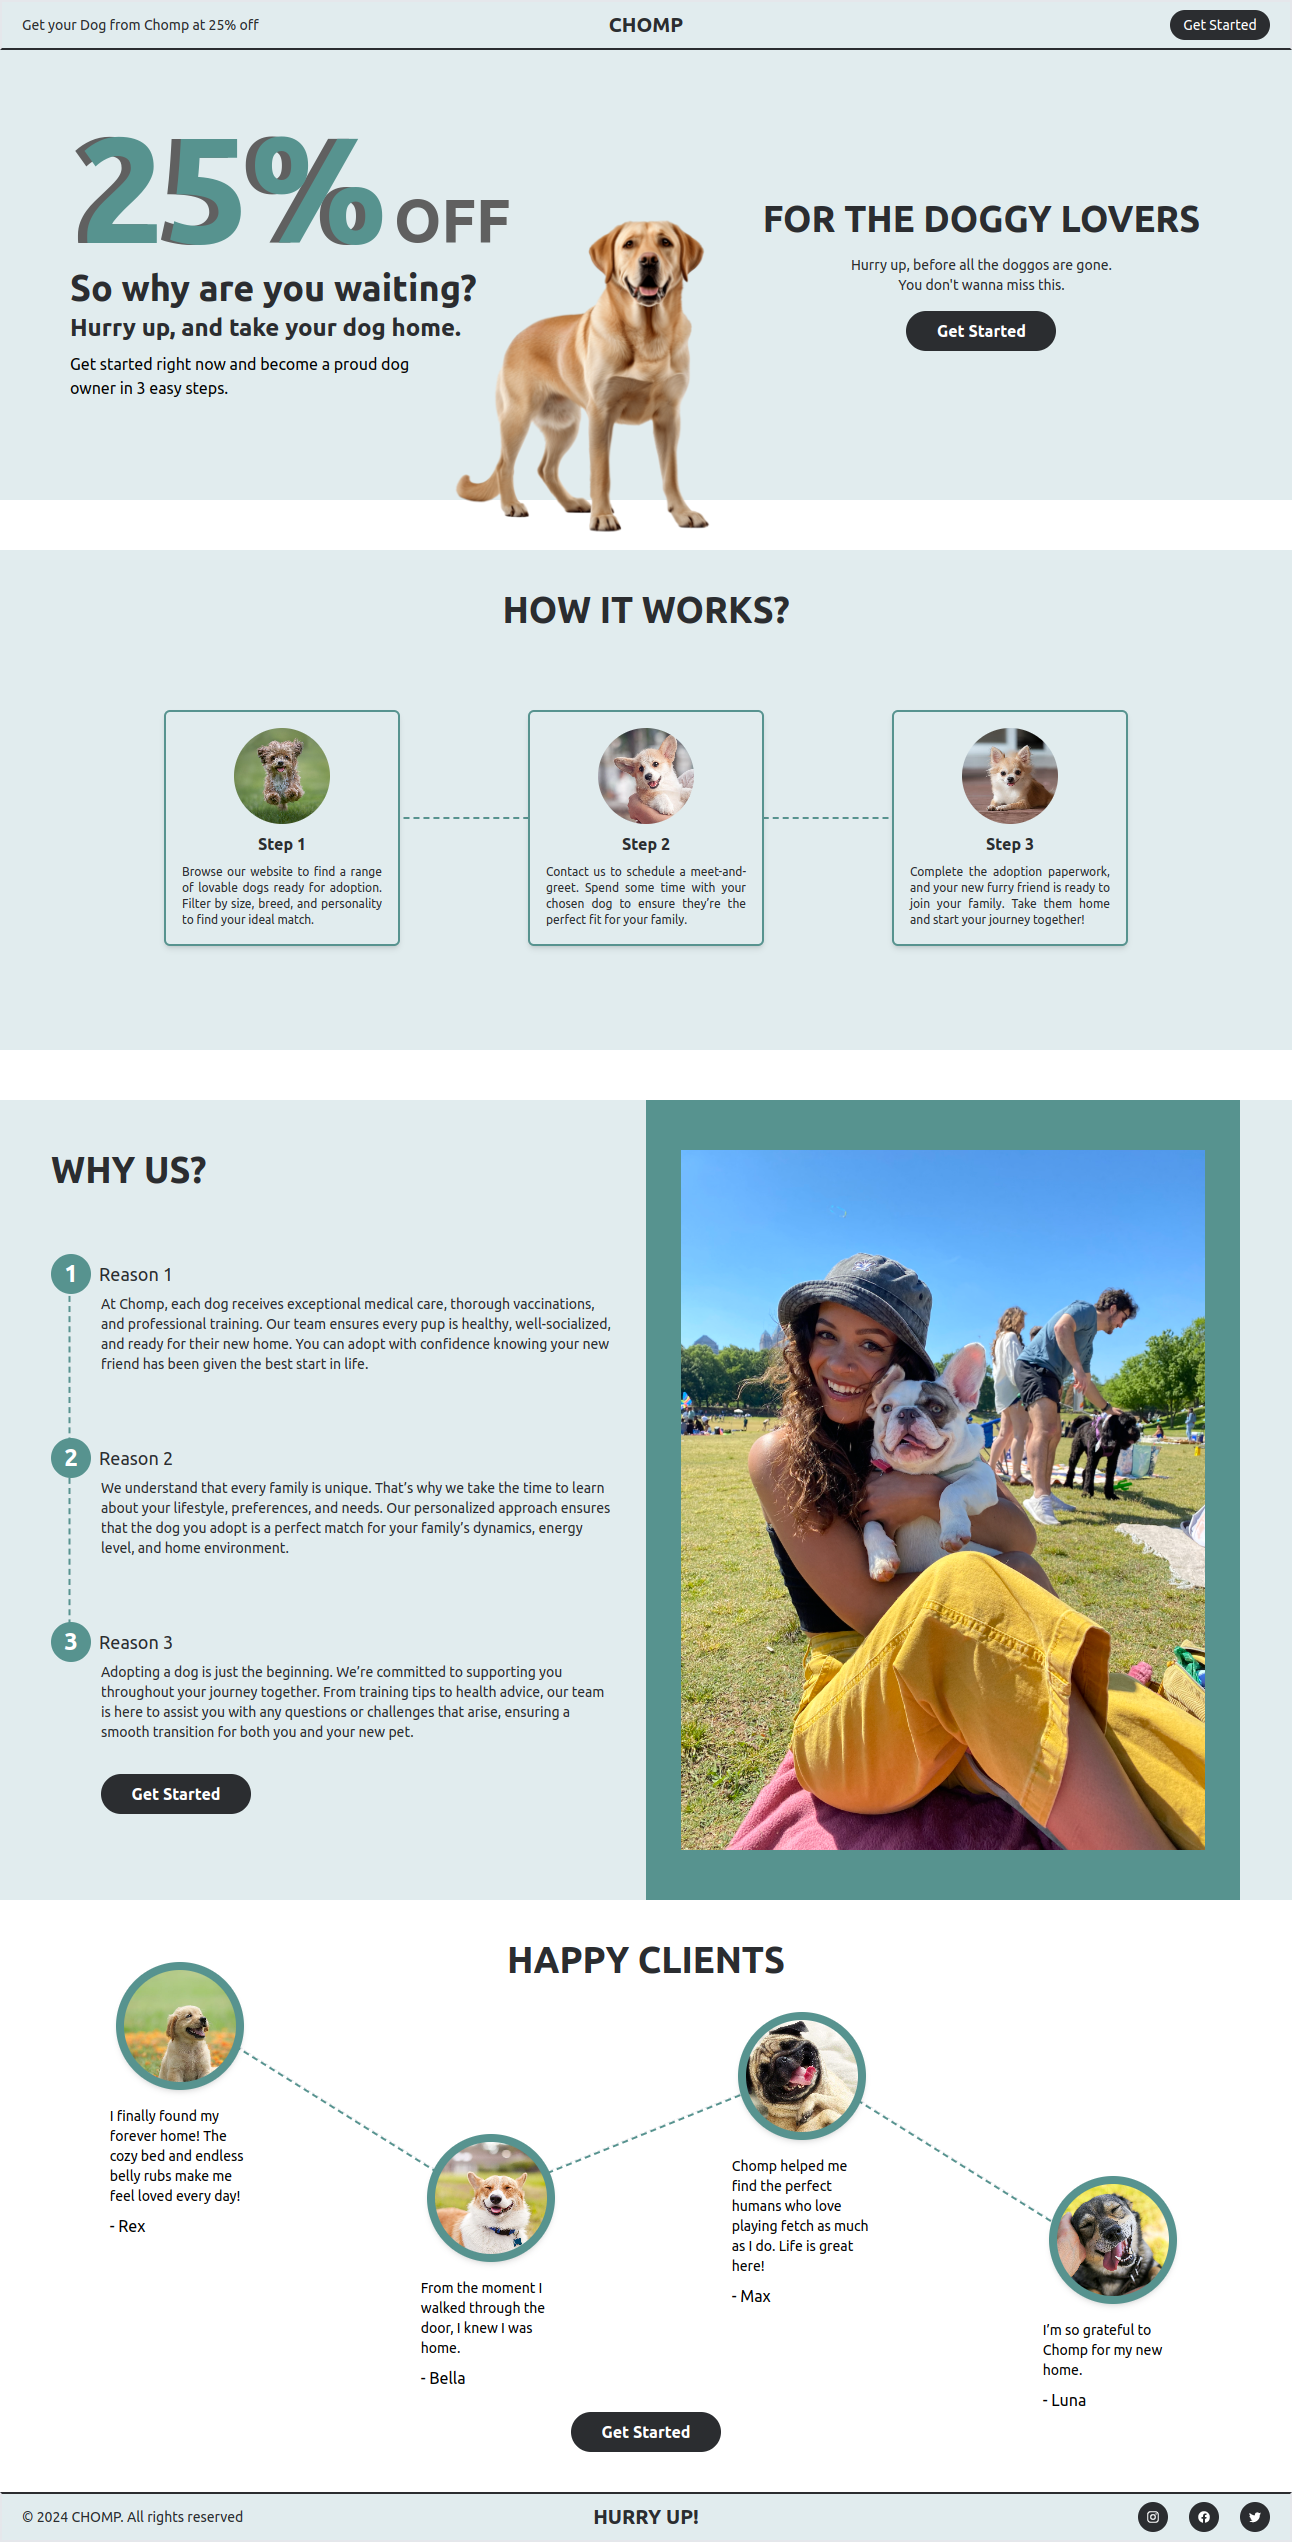 Get your Dog from Chomp at 25% off
CHOMP
Get Started
25% OFF
So why are you waiting?
Hurry up, and take your dog home.
Get started right now and become a proud dog
owner in 3 easy steps.
FOR THE DOGGY LOVERS
Hurry up, before all the doggos are gone.
You don't wanna miss this.
Get Started
HOW IT WORKS?
Step 1
Browse our website to find a range
of lovable dogs ready for adoption.
Filter by size, breed, and personality
to find your ideal match.
Step 2
Contact us to schedule a meet-and-
greet. Spend some time with your
chosen dog to ensure they're the
perfect fit for your family.
Step 3
Complete the adoption paperwork,
and your new furry friend is ready to
join your family. Take them home
and start your journey together!
WHY US?
1 Reason 1
At Chomp, each dog receives exceptional medical care, thorough vaccinations,
and professional training. Our team ensures every pup is healthy, well-socialized,
and ready for their new home. You can adopt with confidence knowing your new
friend has been given the best start in life.
2 Reason 2
We understand that every family is unique. That's why we take the time to learn
about your lifestyle, preferences, and needs. Our personalized approach ensures
that the dog you adopt is a perfect match for your family's dynamics, energy
level, and home environment.
3 Reason 3
Adopting a dog is just the beginning. We're committed to supporting you
throughout your journey together. From training tips to health advice, our team
is here to assist you with any questions or challenges that arise, ensuring a
smooth transition for both you and your new pet.
Get Started
HAPPY CLIENTS
I finally found my
forever home! The
cozy bed and endless
belly rubs make me
feel loved every day!
- Rex
From the moment I
walked through the
door, I knew I was
home.
- Bella
Chomp helped me
find the perfect
humans who love
playing fetch as much
as I do. Life is great
here!
- Max
I'm so grateful to
Chomp for my new
home.
- Luna
Get Started
© 2024 CHOMP. All rights reserved
HURRY UP!